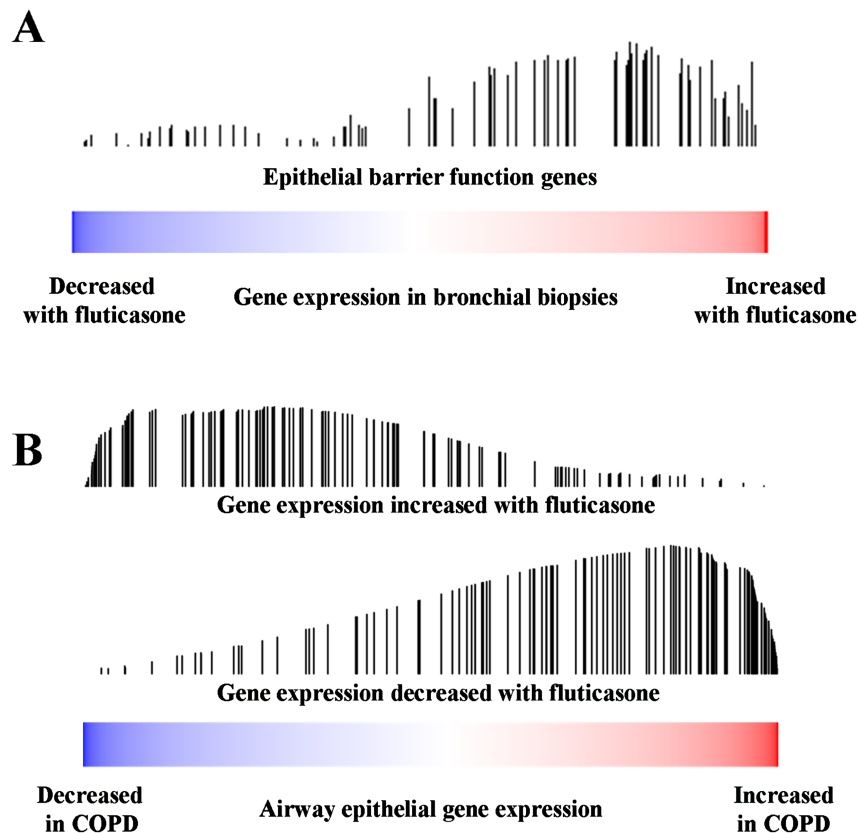 A
Epithelial barrier function genes
Decreased
with fluticasone
Gene expression in bronchial biopsies
Increased
with fluticasone
B
Gene expression increased with fluticasone
Gene expression decreased with fluticasone
Decreased
in COPD
Airway epithelial gene expression
Increased
in COPD